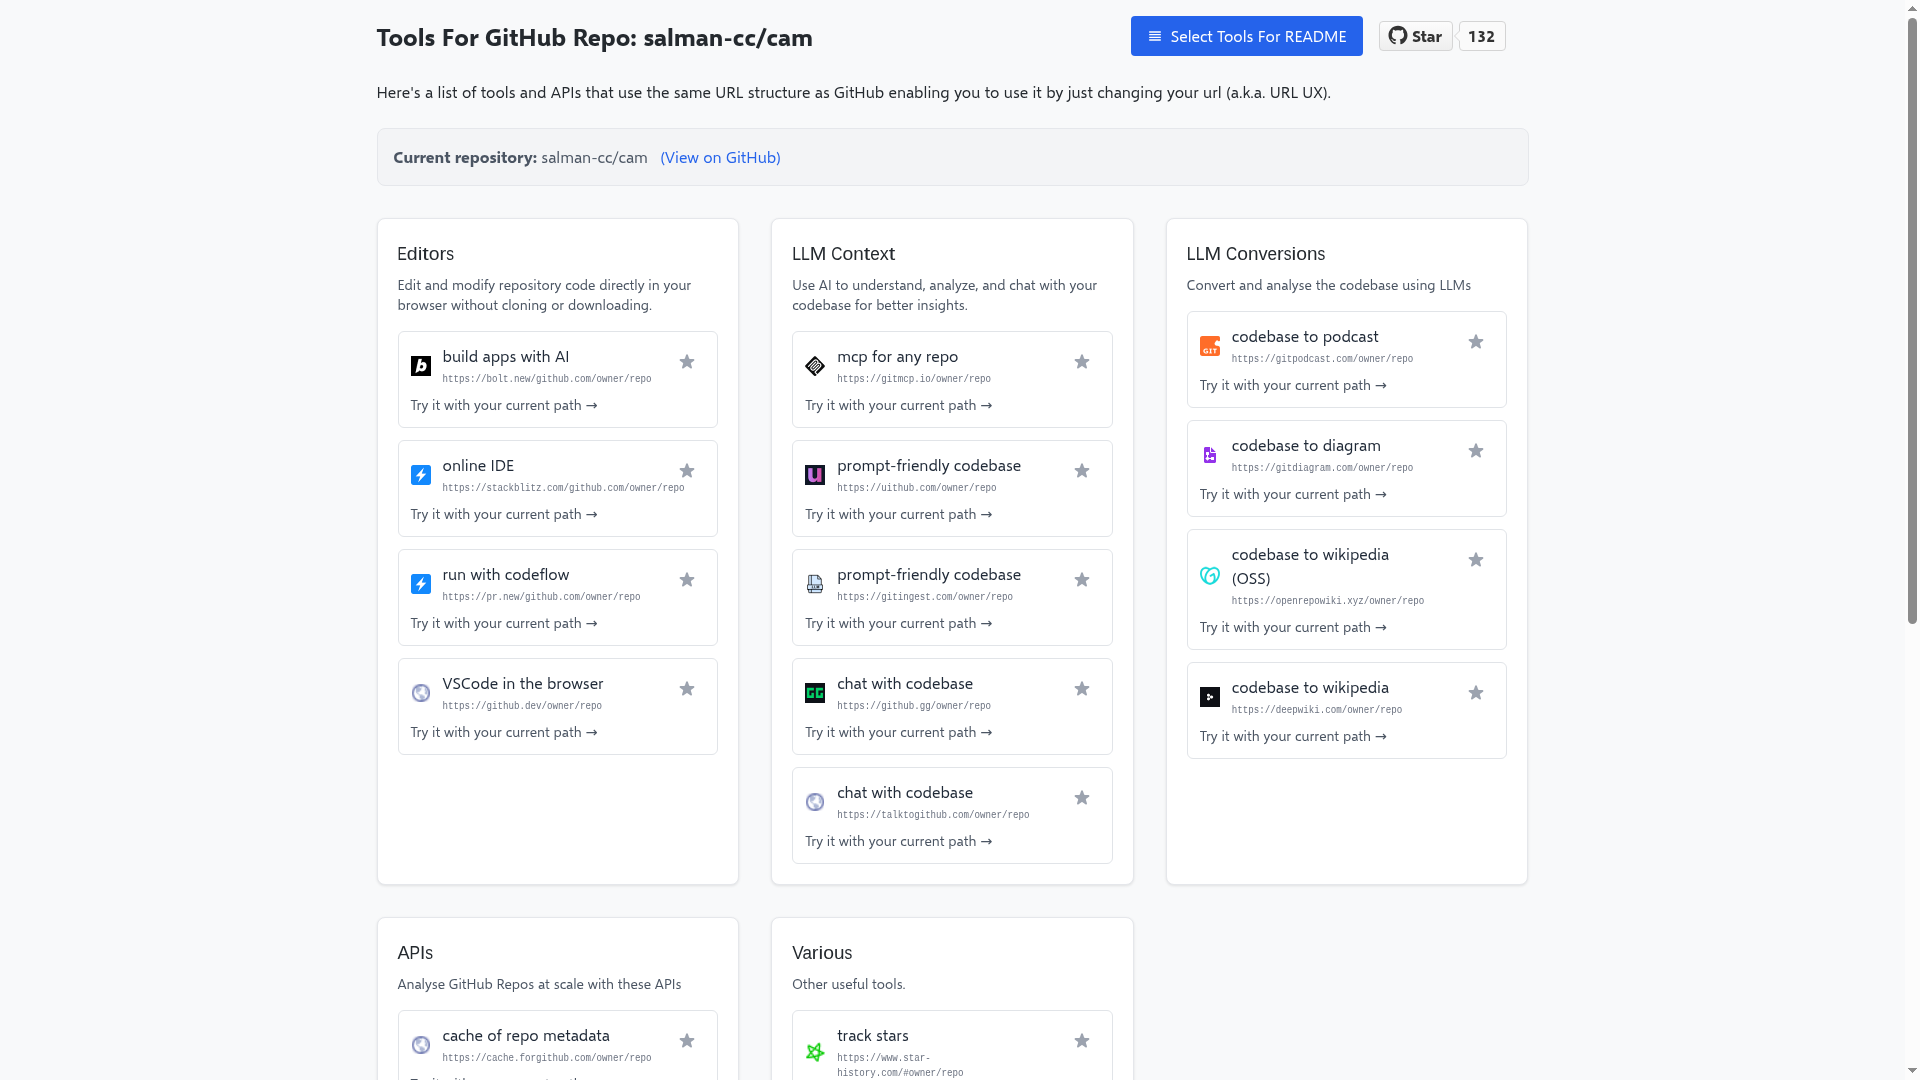 Tools For GitHub Repo: salman-cc/cam
Select Tools For README
Star
132
Here's a list of tools and APIs that use the same URL structure as GitHub enabling you to use it by just changing your url (a.k.a. URL UX).
Current repository: salman-cc/cam (View on GitHub)
Editors
Edit and modify repository code directly in your
browser without cloning or downloading.
build apps with AI
https://bolt.new/github.com/owner/repo
Try it with your current path →
online IDE
https://stackblitz.com/github.com/owner/repo
Try it with your current path →
run with codeflow
https://pr.new/github.com/owner/repo
Try it with your current path →
VSCode in the browser
https://github.dev/owner/repo
Try it with your current path →
LLM Context
Use AI to understand, analyze, and chat with your
codebase for better insights.
mcp for any repo
https://gitmcp.io/owner/repo
Try it with your current path →
prompt-friendly codebase
https://uithub.com/owner/repo
Try it with your current path →
prompt-friendly codebase
https://gitingest.com/owner/repo
Try it with your current path →
chat with codebase
https://github.gg/owner/repo
Try it with your current path →
chat with codebase
https://talktogithub.com/owner/repo
Try it with your current path →
LLM Conversions
Convert and analyse the codebase using LLMs
GIT
codebase to podcast
https://gitpodcast.com/owner/repo
Try it with your current path →
codebase to diagram
https://gitdiagram.com/owner/repo
Try it with your current path →
codebase to wikipedia
(OSS)
https://openrepowiki.xyz/owner/repo
Try it with your current path →
codebase to wikipedia
https://deepwiki.com/owner/repo
Try it with your current path →
APIs
Analyse GitHub Repos at scale with these APIs
cache of repo metadata
https://cache.forgithub.com/owner/repo
Various
Other useful tools.
track stars
https://www.star-
history.com/#owner/repo